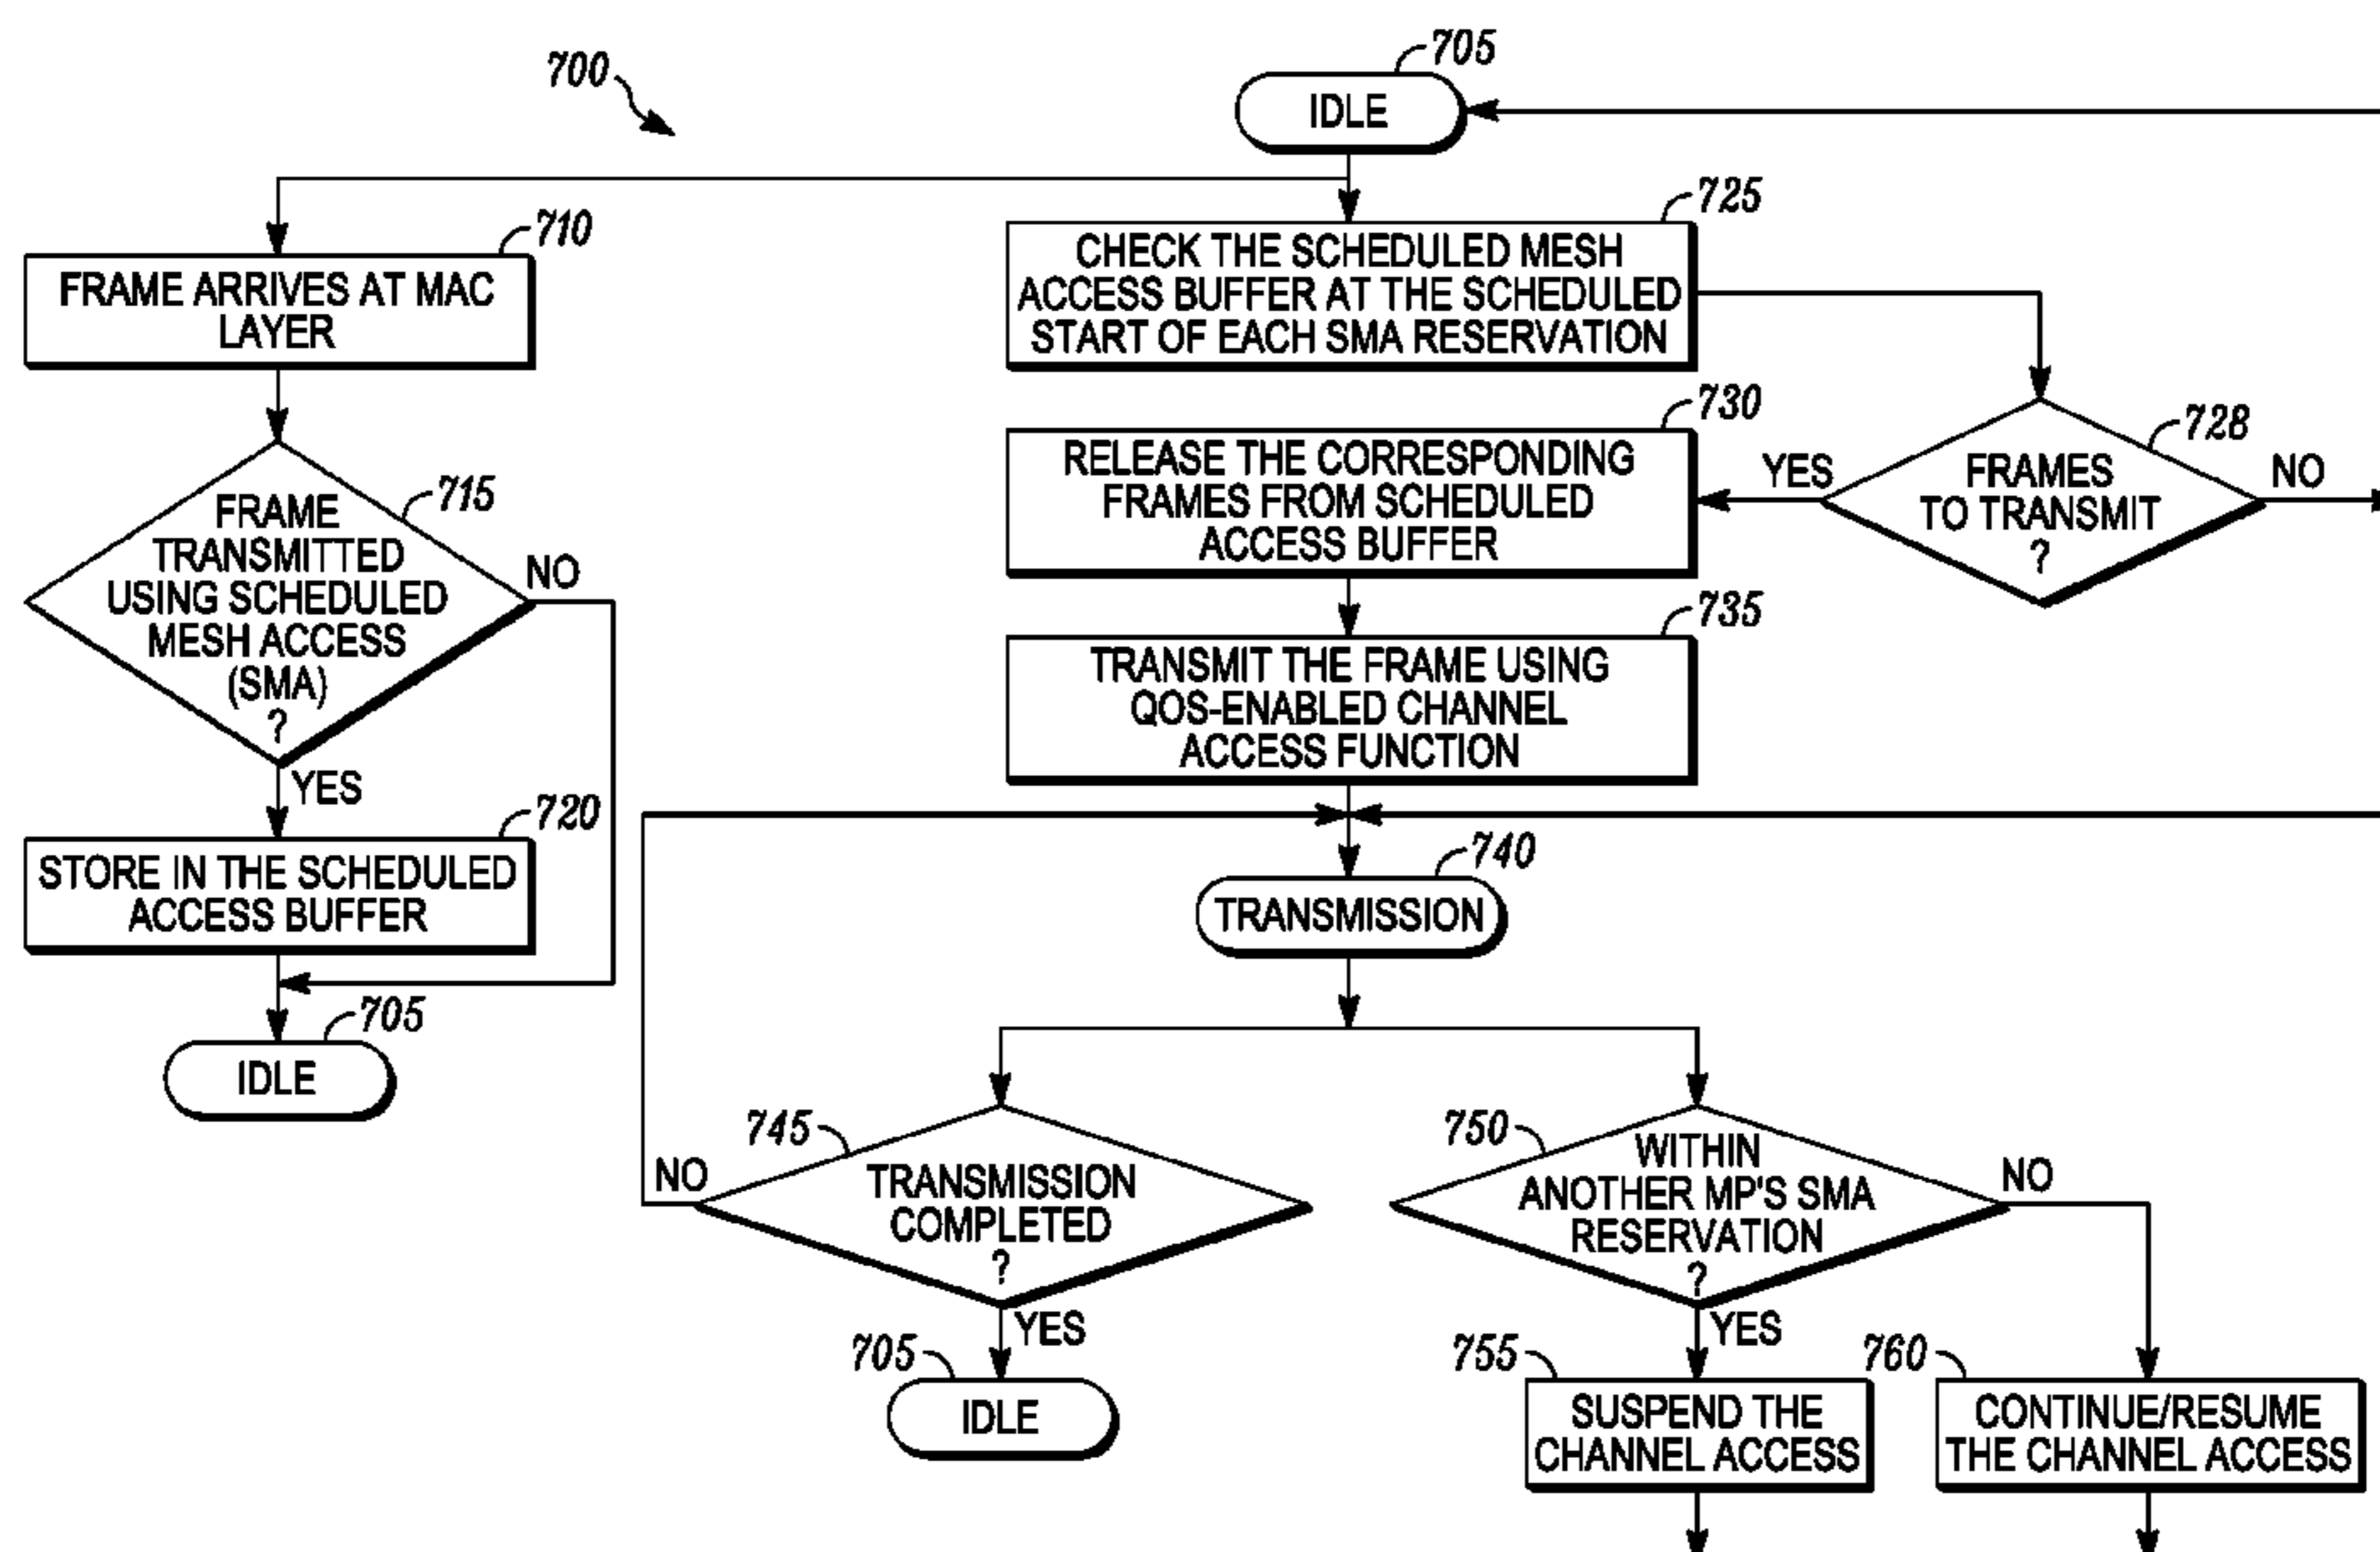 700
705
IDLE
710
FRAME ARRIVES AT MAC
LAYER
715
FRAME
TRANSMITTED
USING SCHEDULED
MESH ACCESS
(SMA)
?
NO
YES
720
STORE IN THE SCHEDULED
ACCESS BUFFER
705
IDLE
725
CHECK THE SCHEDULED MESH
ACCESS BUFFER AT THE SCHEDULED
START OF EACH SMA RESERVATION
728
FRAMES
TO TRANSMIT
?
YES
NO
730
RELEASE THE CORRESPONDING
FRAMES FROM SCHEDULED
ACCESS BUFFER
735
TRANSMIT THE FRAME USING
QOS-ENABLED CHANNEL
ACCESS FUNCTION
740
TRANSMISSION
745
TRANSMISSION
COMPLETED
?
NO
YES
705
IDLE
750
WITHIN
ANOTHER MP'S SMA
RESERVATION
?
NO
YES
755
SUSPEND THE
CHANNEL ACCESS
760
CONTINUE/RESUME
THE CHANNEL ACCESS